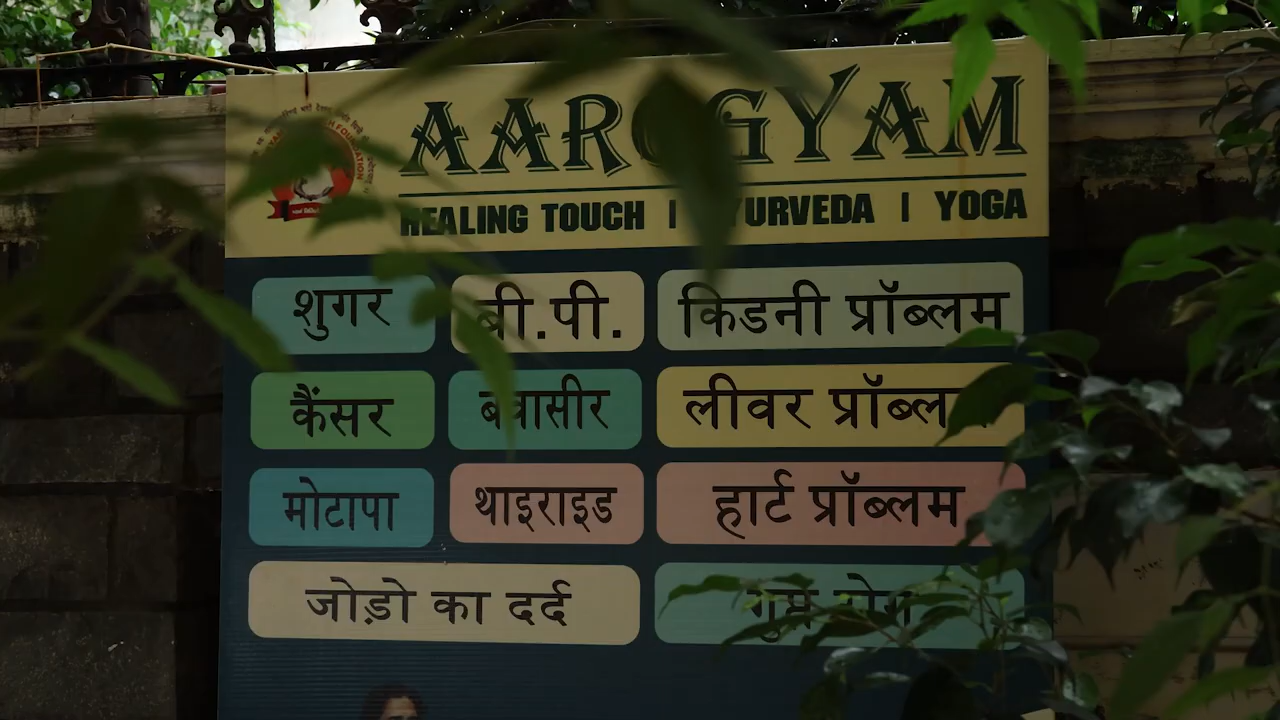 AAROGYAM
HEALING TOUCH | AYURVEDA | YOGA
शुगर बी.पी. किडनी प्रॉब्लम
कैंसर बवासीर लीवर प्रॉब्लम
मोटापा थाइराइड हार्ट प्रॉब्लम
जोड़ो का दर्द गुप्त रोग